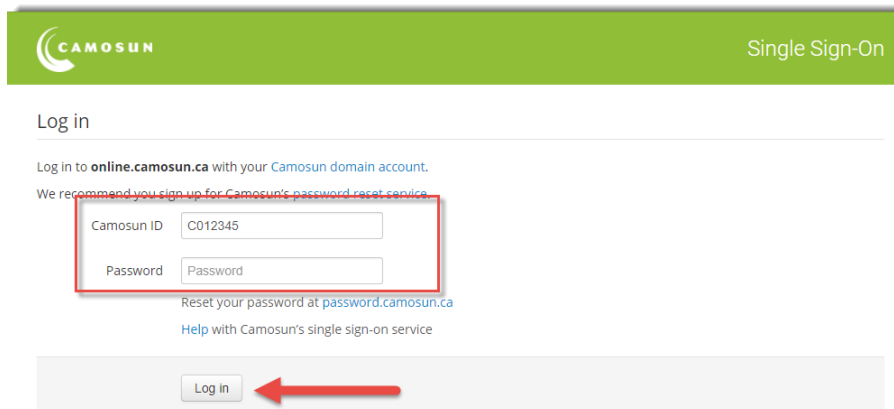 CAMOSUN
Single Sign-On
Log in
Log in to online.camosun.ca with your Camosun domain account.
We recommend you sign up for Camosun's password reset service.
Camosun ID C012345
Password Password
Reset your password at password.camosun.ca
Help with Camosun's single sign-on service
Log in